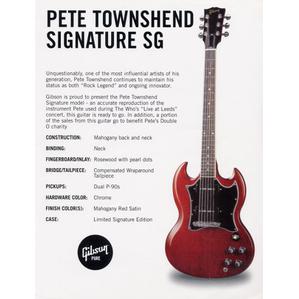 PETE TOWNSHEND
SIGNATURE SG
Unquestionably, one of the most influential artists of his
generation, Pete Townshend continues to maintain his
status as both "Rock Legend" and ongoing innovator.
Gibson is proud to present the Pete Townshend
Signature model - an accurate reproduction of the
instrument Pete used during The Who's "Live at Leeds"
concert, this guitar is ready to go. In addition, a portion
of the sales from this guitar go to benefit Pete's Double
O charity
CONSTRUCTION: Mahogany back and neck
BINDING: Neck
FINGERBOARD/INLAY: Rosewood with pearl dots
BRIDGE/TAILPIECE: Compensated Wraparound
Tailpiece
PICKUPS: Dual P-90s
HARDWARE COLOR: Chrome
FINISH COLOR(S): Mahogany Red Satin
CASE: Limited Signature Edition
Gibson
PURE